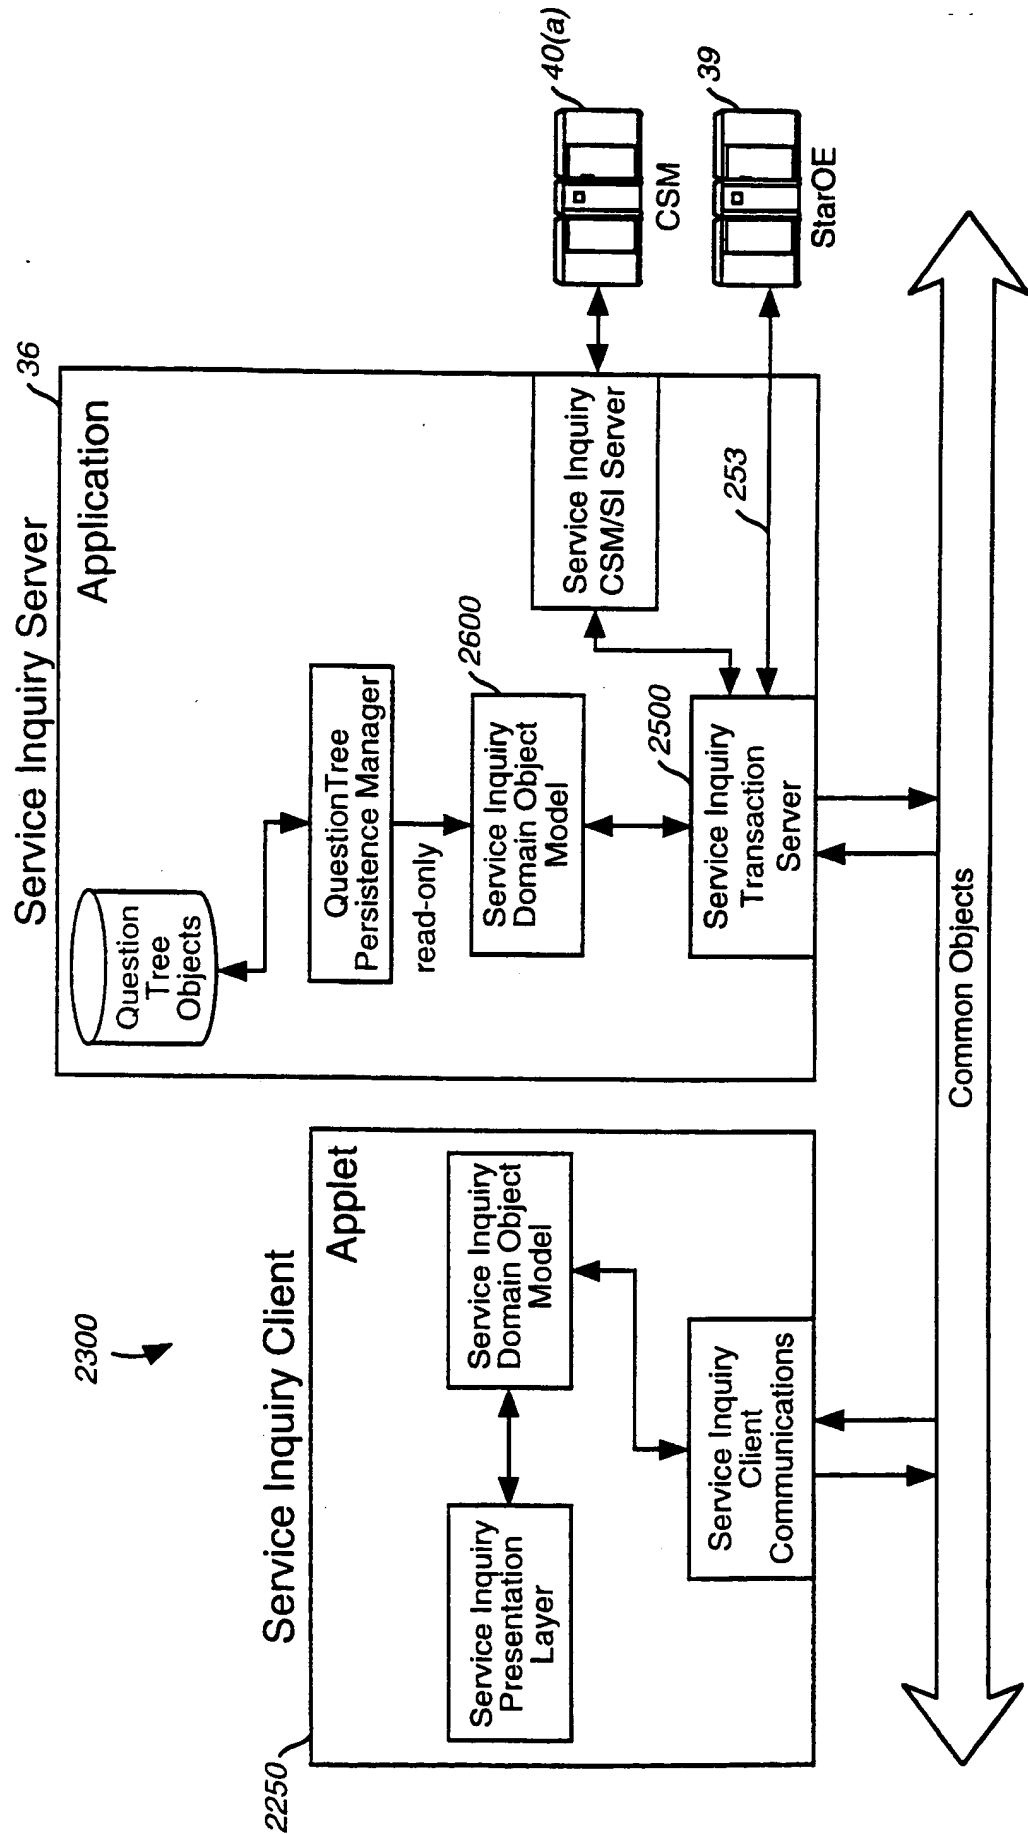 2300
Service Inquiry Client
2250
Applet
Service Inquiry
Presentation
Layer
Service Inquiry
Domain Object
Model
Service Inquiry
Client
Communications
Service Inquiry Server
36
Application
Question
Tree
Objects
QuestionTree
Persistence Manager
read-only
Service Inquiry
Domain Object
Model
2600
Service Inquiry
Transaction
Server
2500
Service Inquiry
CSM/SI Server
253
40(a)
CSM
39
StarOE
Common Objects